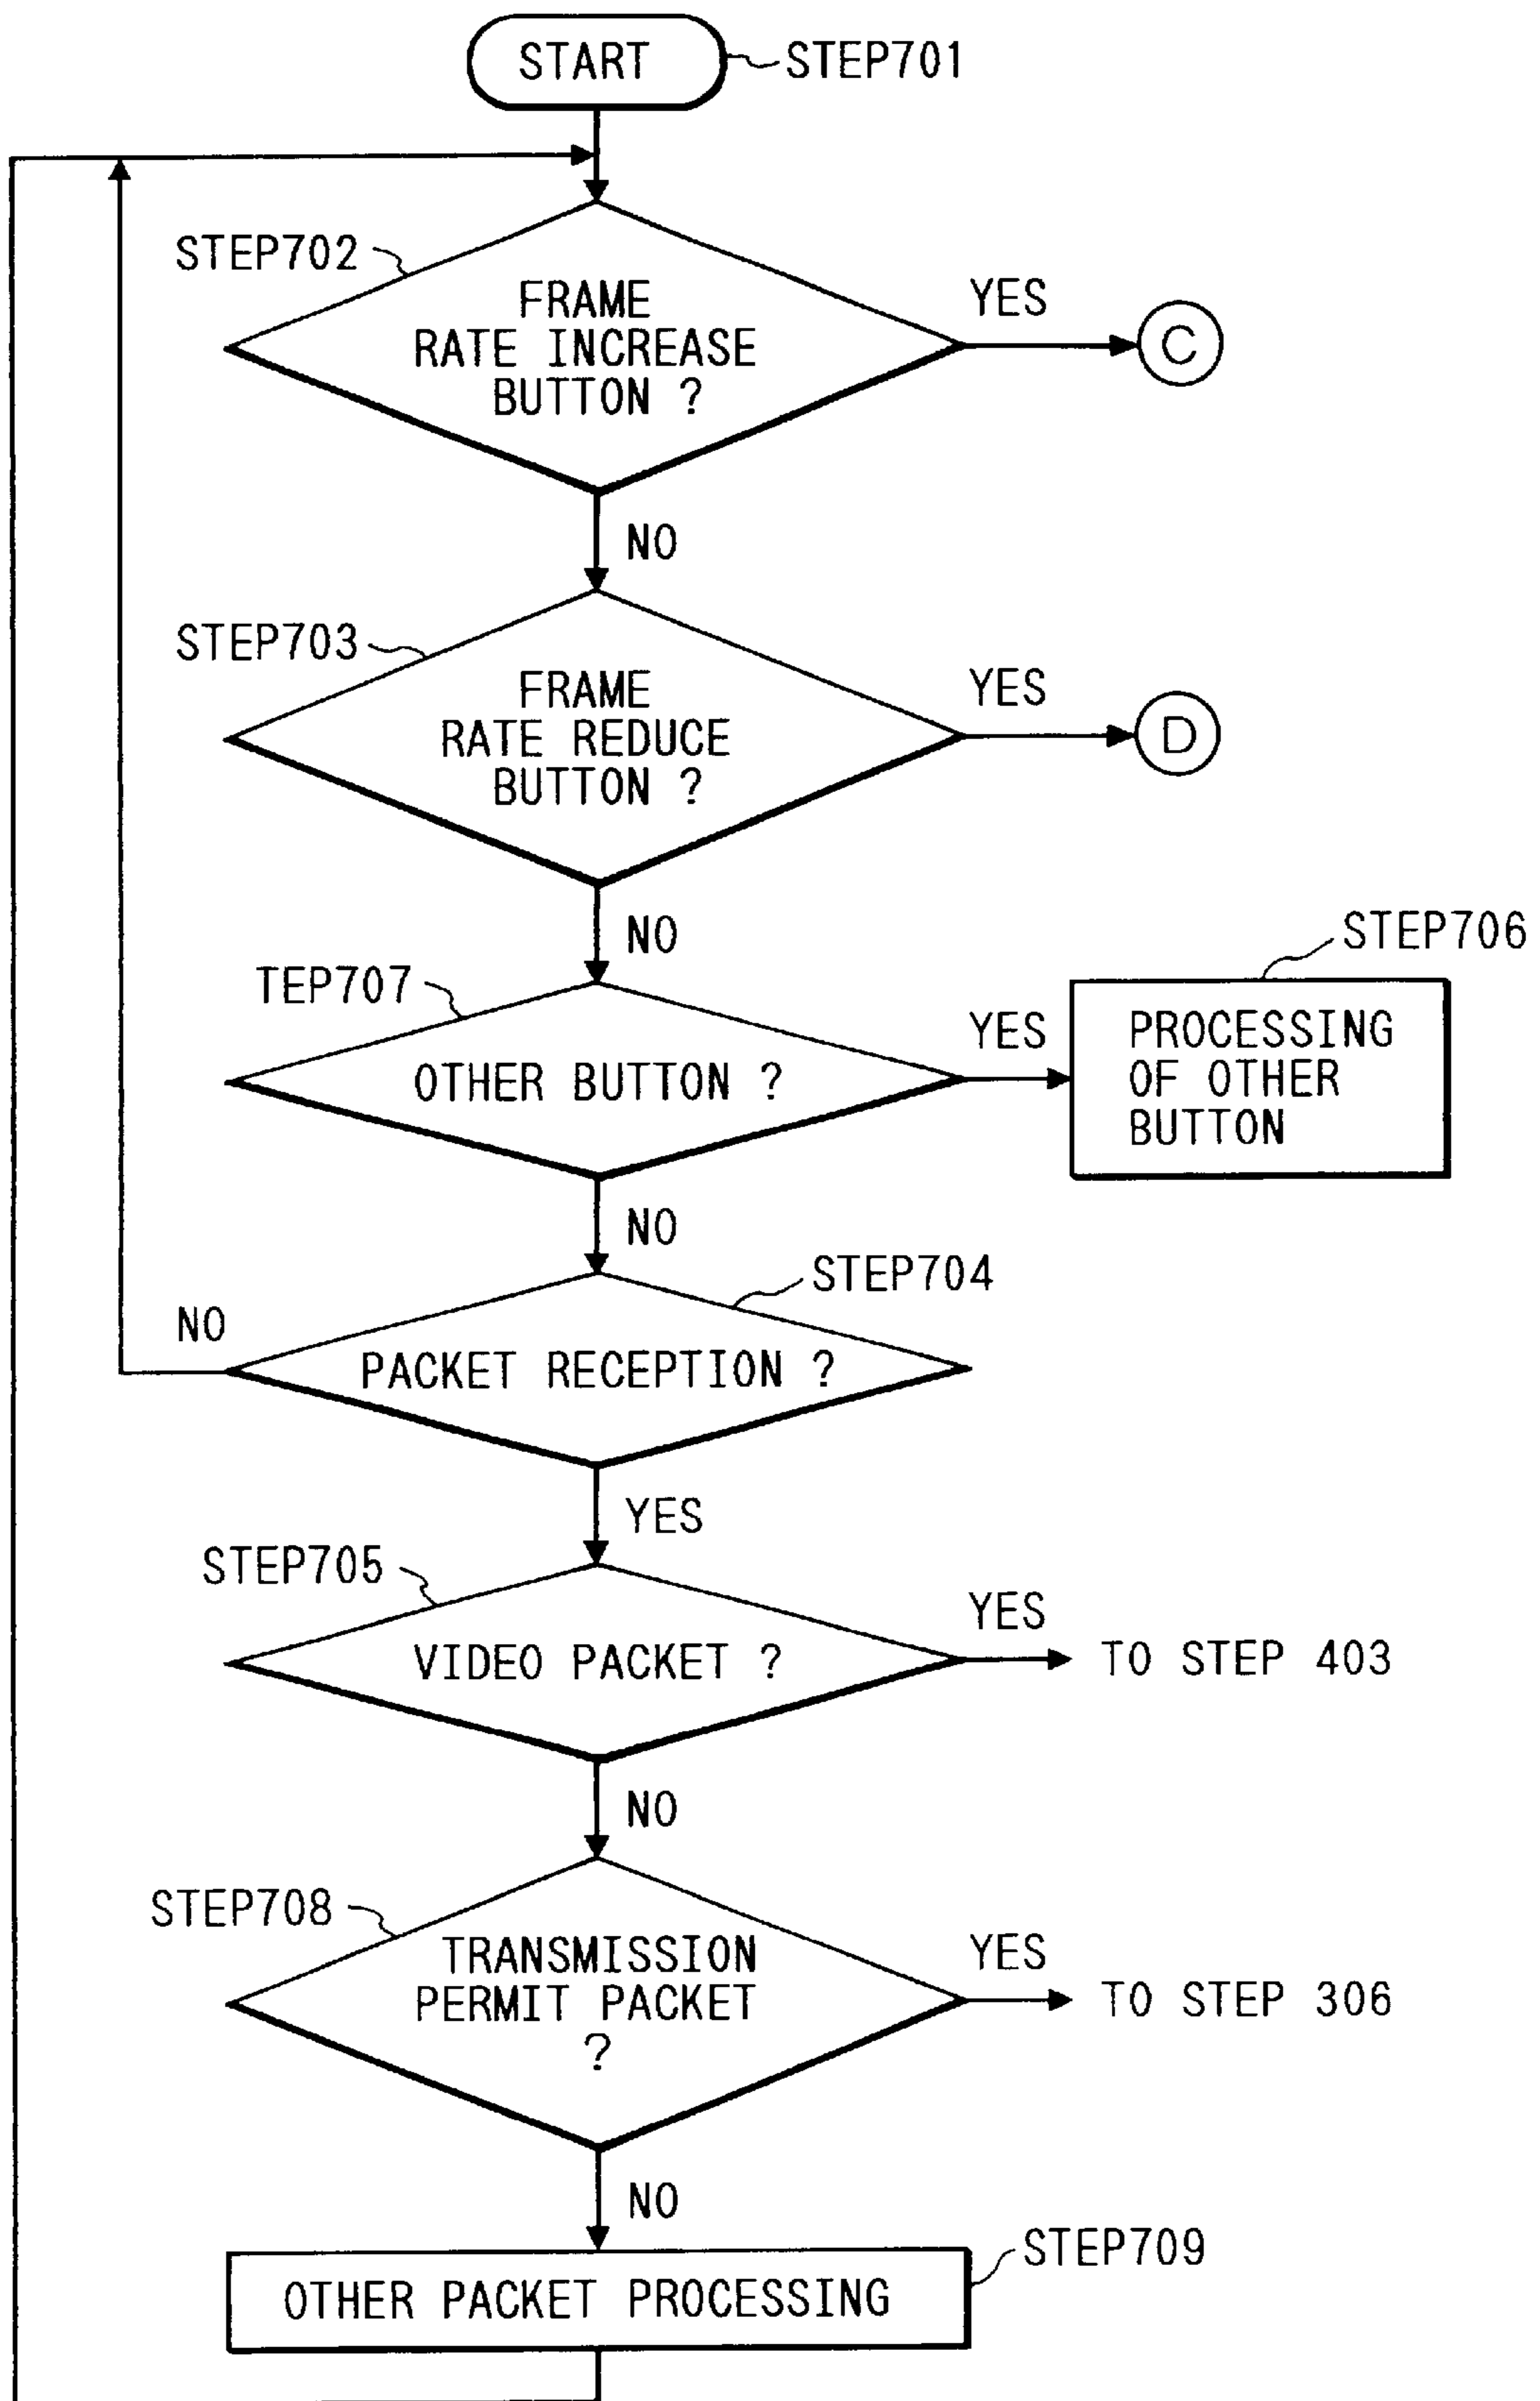 START
STEP701
STEP702
FRAME
RATE INCREASE
BUTTON ?
YES
C
NO
STEP703
FRAME
RATE REDUCE
BUTTON ?
YES
D
NO
TEP707
OTHER BUTTON ?
YES
STEP706
PROCESSING
OF OTHER
BUTTON
NO
STEP704
NO
PACKET RECEPTION ?
YES
STEP705
VIDEO PACKET ?
YES
TO STEP 403
NO
STEP708
TRANSMISSION
PERMIT PACKET
?
YES
TO STEP 306
NO
STEP709
OTHER PACKET PROCESSING